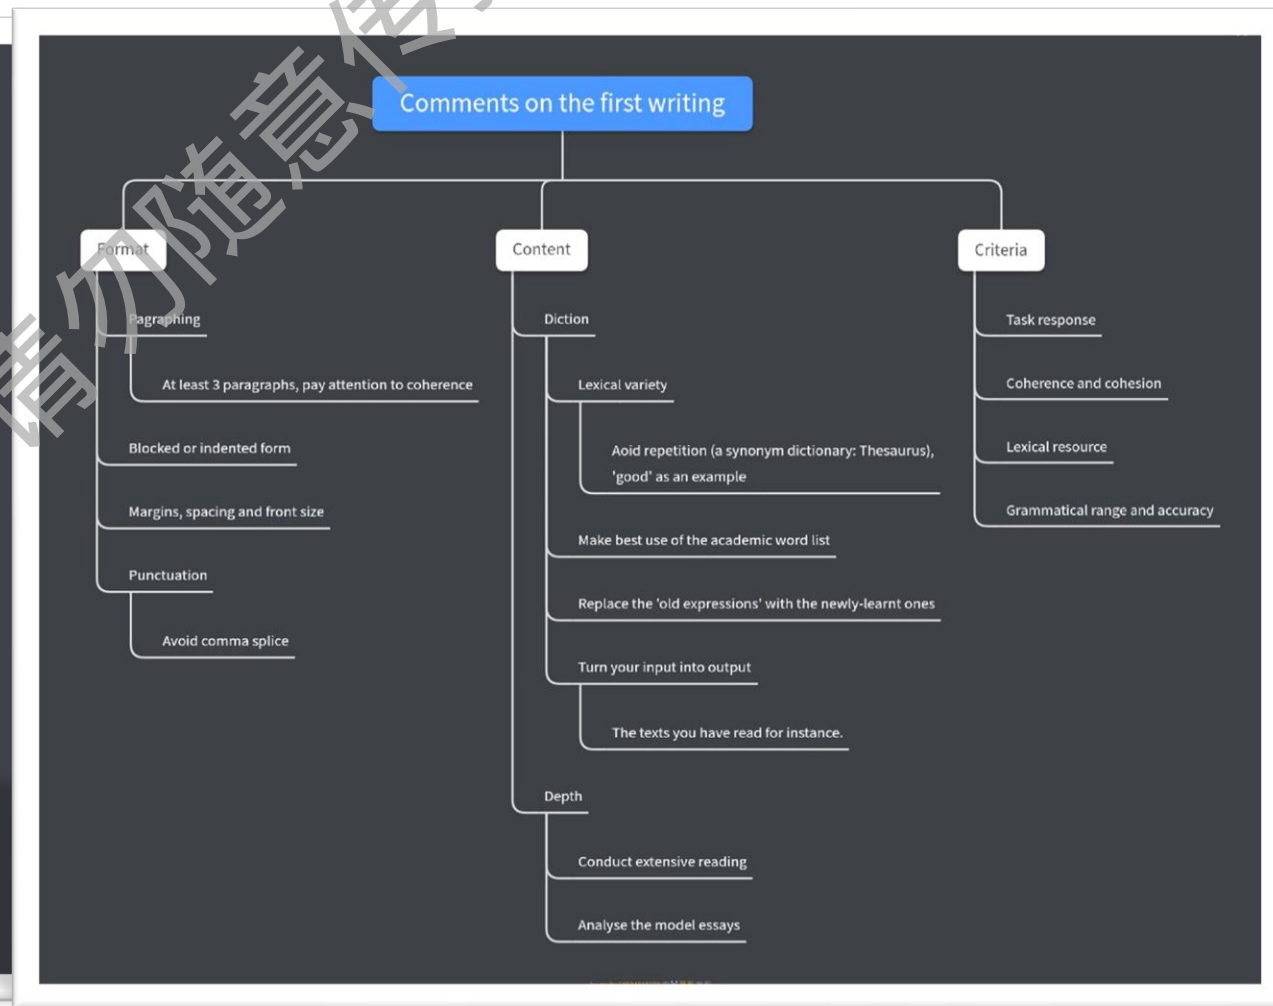 请勿随意传
Comments on the first writing
Format
Pagraphing
At least 3 paragraphs, pay attention to coherence
Blocked or indented form
Margins, spacing and front size
Punctuation
Avoid comma splice
Content
Diction
Lexical variety
Aoid repetition (a synonym dictionary: Thesaurus),
'good' as an example
Make best use of the academic word list
Replace the 'old expressions' with the newly-learnt ones
Turn your input into output
The texts you have read for instance.
Depth
Conduct extensive reading
Analyse the model essays
Criteria
Task response
Coherence and cohesion
Lexical resource
Grammatical range and accuracy